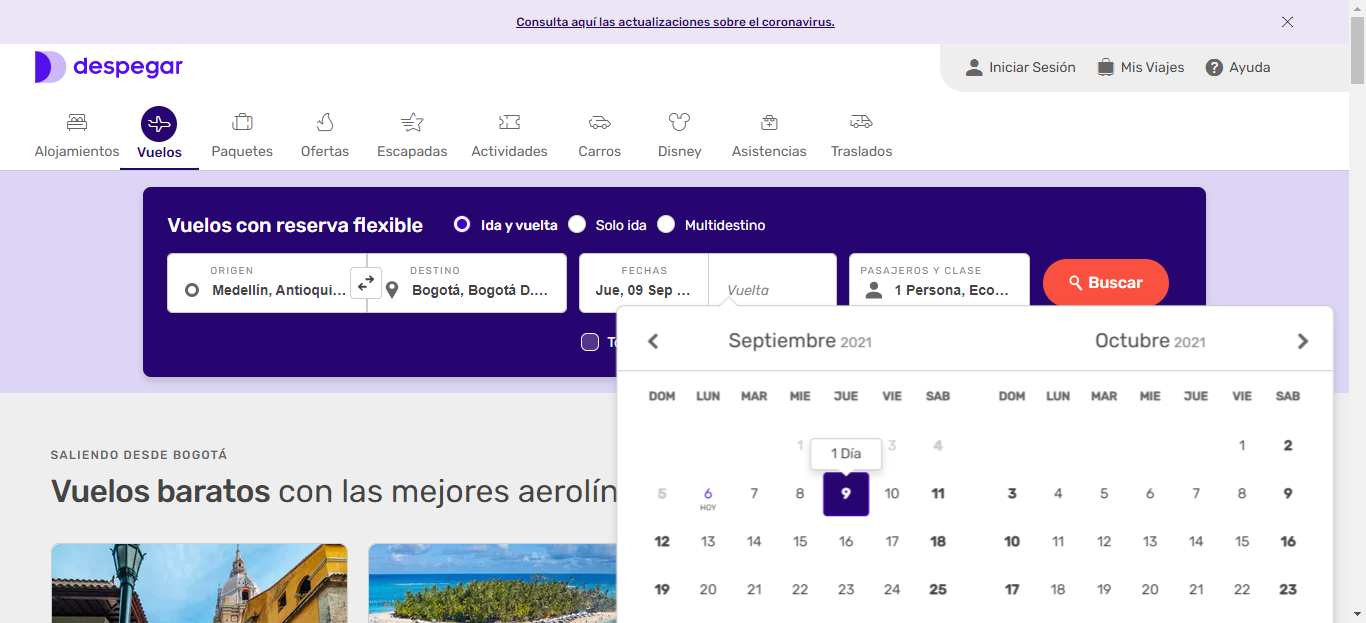 Consulta aquí las actualizaciones sobre el coronavirus.
despegar
Iniciar Sesión Mis Viajes ? Ayuda
Alojamientos Vuelos Paquetes Ofertas Escapadas Actividades Carros Disney Asistencias Traslados
Vuelos con reserva flexible Ida y vuelta Solo ida Multidestino
ORIGEN DESTINO FECHAS PASAJEROS Y CLASE
Medellín, Antioqui... Bogotá, Bogotá D.... Jue, 09 Sep ... Vuelta 1 Persona, Eco... Buscar
Septiembre 2021 Octubre 2021
DOM LUN MAR MIE JUE VIE SAB DOM LUN MAR MIE JUE VIE SAB
1 3 4 1 2
1 Día
5 6 7 8 9 10 11 3 4 5 6 7 8 9
HOY
12 13 14 15 16 17 18 10 11 12 13 14 15 16
19 20 21 22 23 24 25 17 18 19 20 21 22 23
SALIENDO DESDE BOGOTÁ
Vuelos baratos con las mejores aerolín